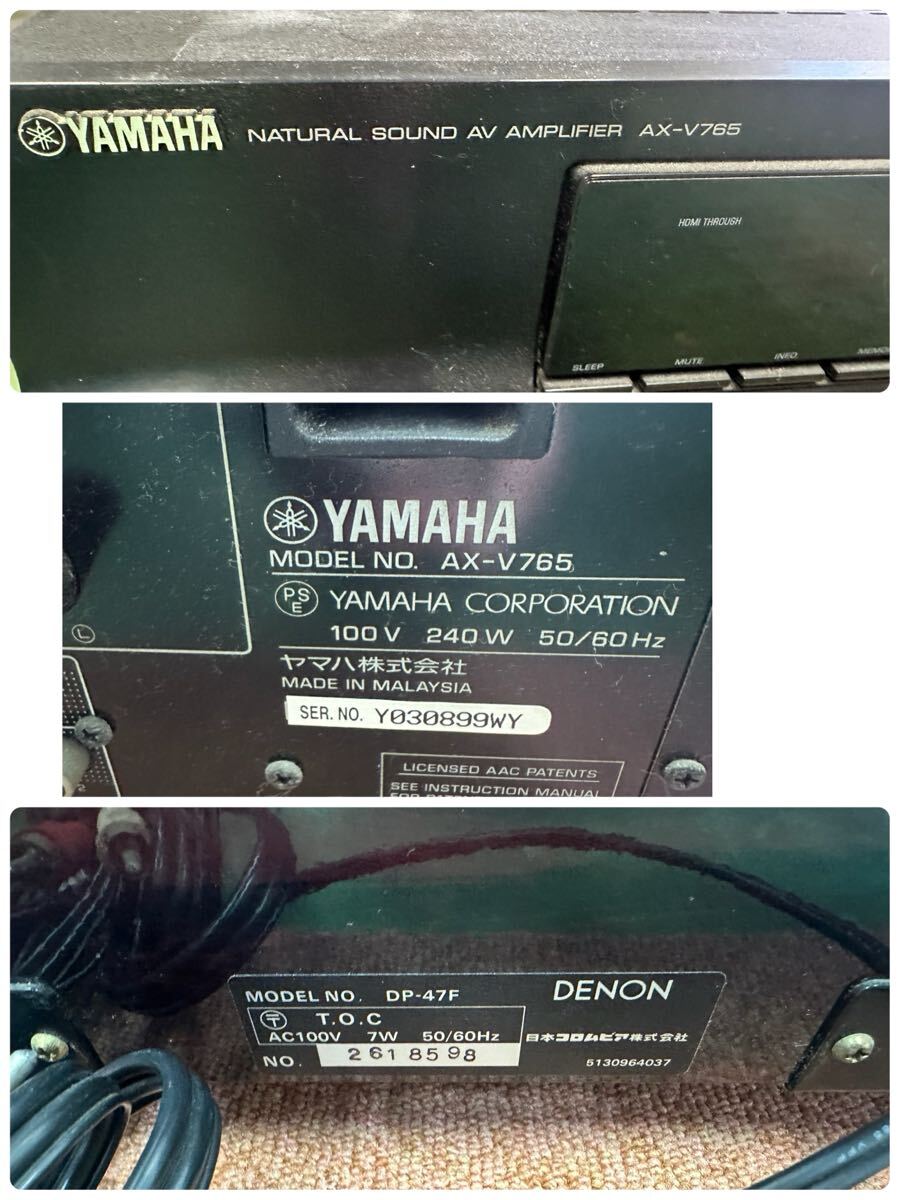 YAMAHA NATURAL SOUND AV AMPLIFIER AX-V765
HDMI THROUGH
SLEEP MUTE INFO
YAMAHA
MODEL NO. AX-V765
PSE YAMAHA CORPORATION
100V 240W 50/60Hz
ヤマハ株式会社
MADE IN MALAYSIA
SER. NO. Y030899WY
L
LICENSED AAC PATENTS
SEE INSTRUCTION MANUAL
MODEL NO. DP-47F DENON
〒 T.O.C
AC100V 7W 50/60Hz 日本コロムビア株式会社
NO. 2618598 5130964037